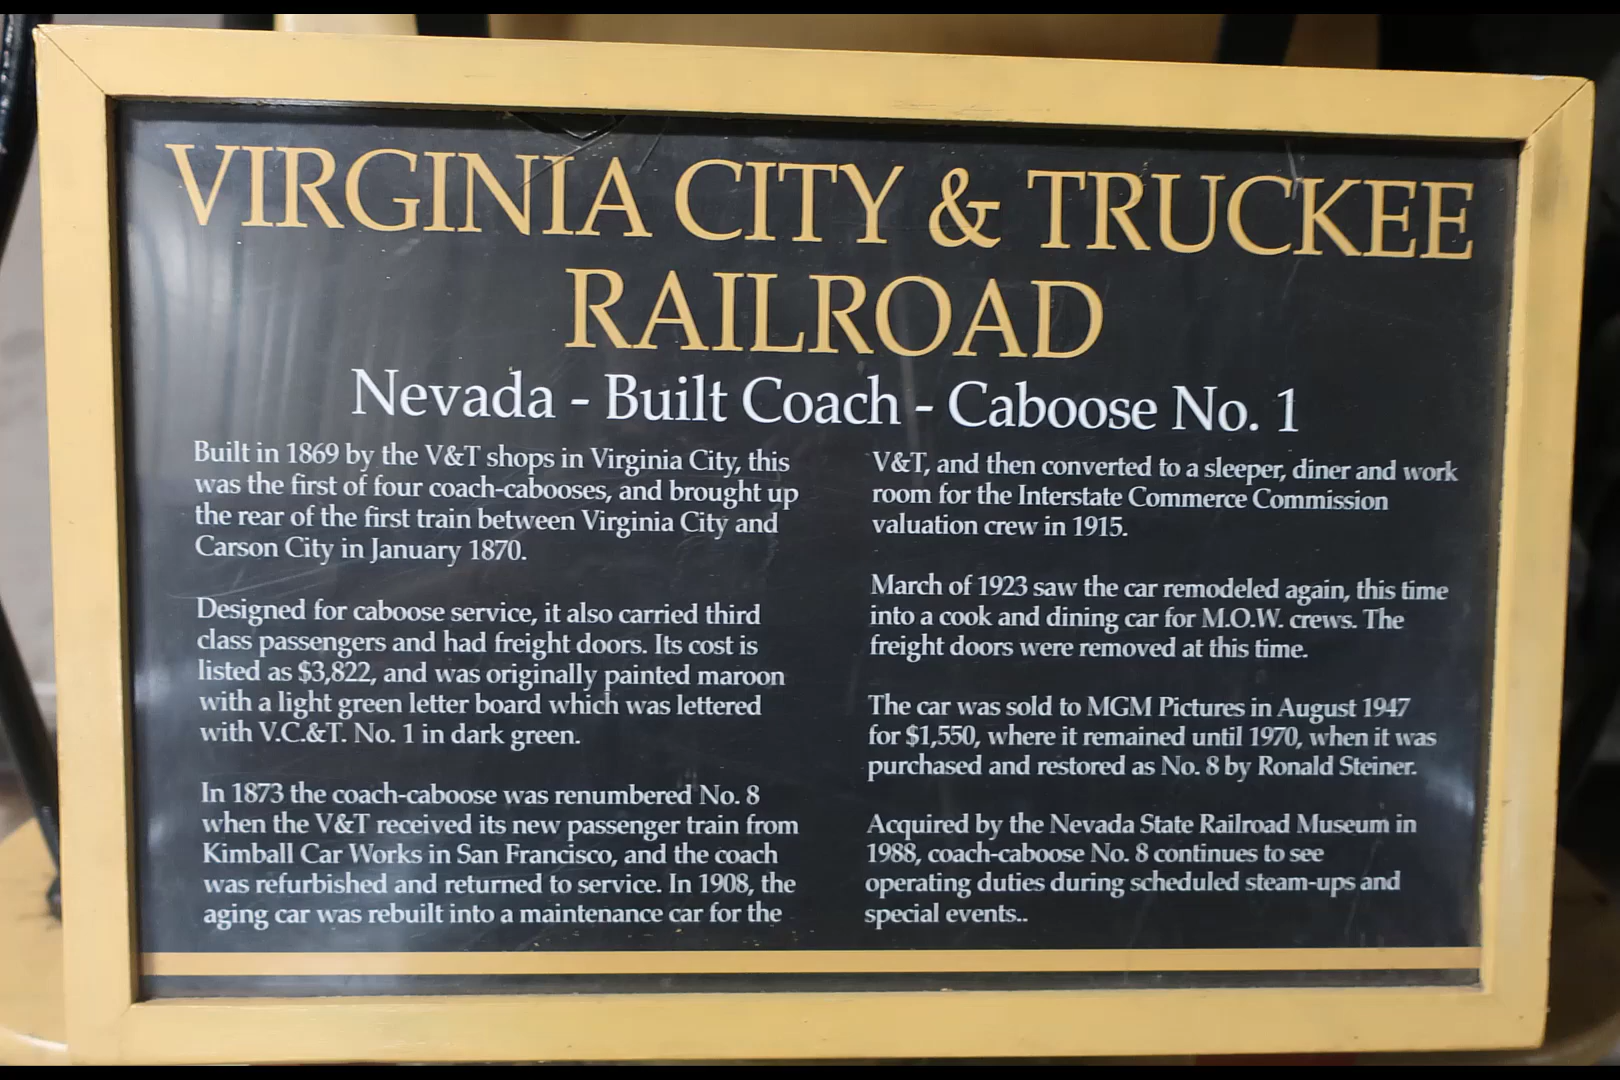 VIRGINIA CITY & TRUCKEE
RAILROAD
Nevada - Built Coach - Caboose No. 1
Built in 1869 by the V&T shops in Virginia City, this
was the first of four coach-cabooses, and brought up
the rear of the first train between Virginia City and
Carson City in January 1870.
Designed for caboose service, it also carried third
class passengers and had freight doors. Its cost is
listed as $3,822, and was originally painted maroon
with a light green letter board which was lettered
with V.C.&T. No. 1 in dark green.
In 1873 the coach-caboose was renumbered No. 8
when the V&T received its new passenger train from
Kimball Car Works in San Francisco, and the coach
was refurbished and returned to service. In 1908, the
aging car was rebuilt into a maintenance car for the
V&T, and then converted to a sleeper, diner and work
room for the Interstate Commerce Commission
valuation crew in 1915.
March of 1923 saw the car remodeled again, this time
into a cook and dining car for M.O.W. crews. The
freight doors were removed at this time.
The car was sold to MGM Pictures in August 1947
for $1,550, where it remained until 1970, when it was
purchased and restored as No. 8 by Ronald Steiner.
Acquired by the Nevada State Railroad Museum in
1988, coach-caboose No. 8 continues to see
operating duties during scheduled steam-ups and
special events..